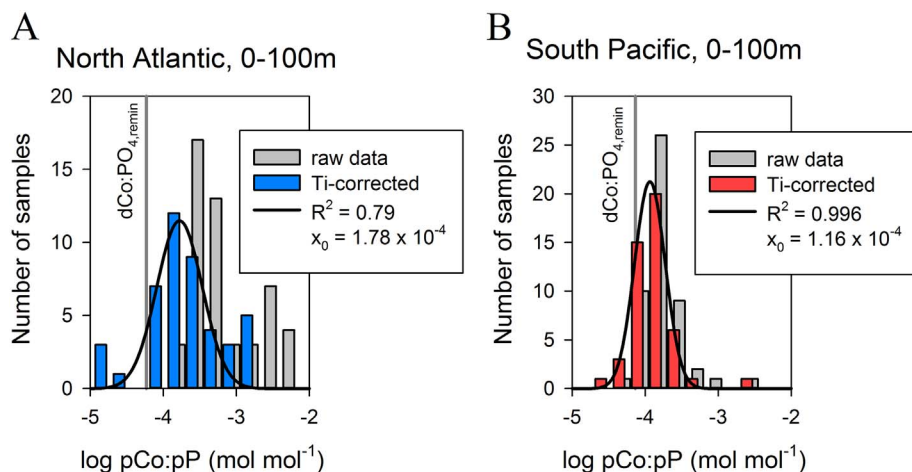 A
North Atlantic, 0-100m
Number of samples
20
15
10
5
0
dCo:PO4,remin
raw data
Ti-corrected
R² = 0.79
x₀ = 1.78 x 10⁻⁴
-5
-4
-3
-2
log pCo:pP (mol mol⁻¹)
B
South Pacific, 0-100m
Number of samples
30
25
20
15
10
5
0
dCo:PO4,remin
raw data
Ti-corrected
R² = 0.996
x₀ = 1.16 x 10⁻⁴
-5
-4
-3
-2
log pCo:pP (mol mol⁻¹)